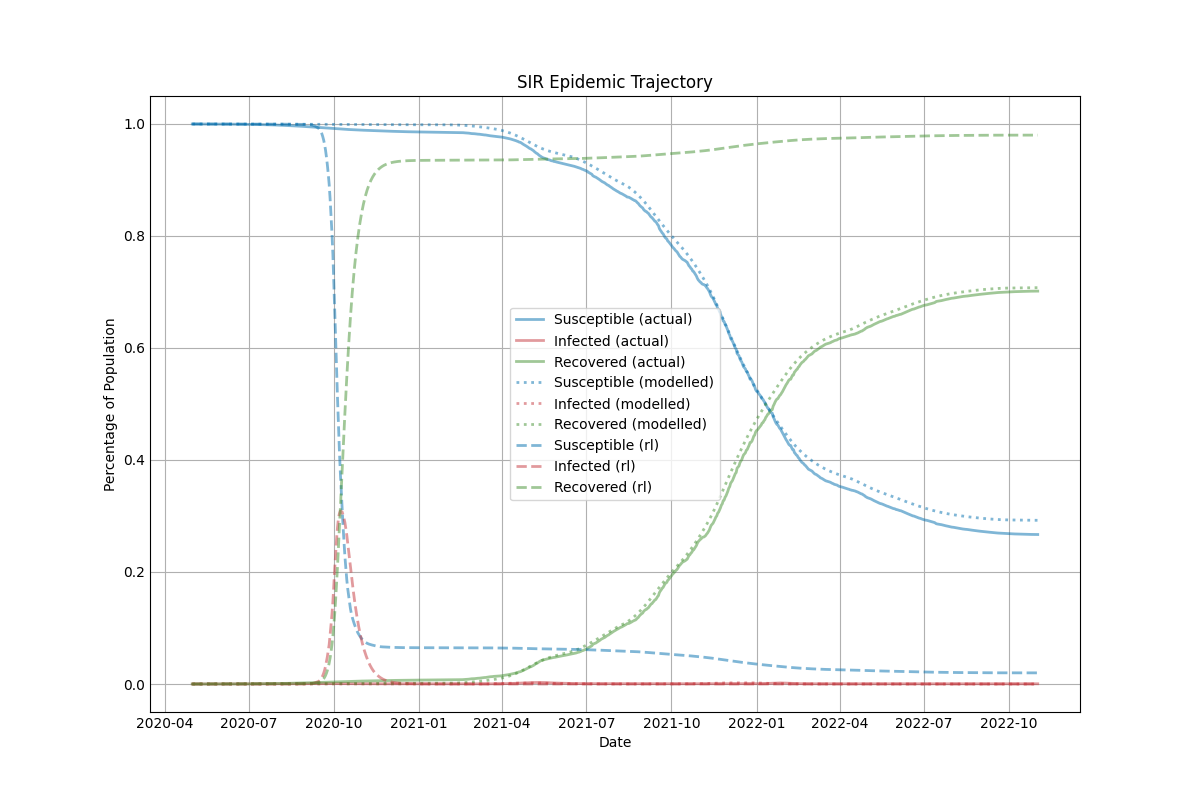 SIR Epidemic Trajectory
Percentage of Population
1.0
0.8
0.6
0.4
0.2
0.0
Susceptible (actual)
Infected (actual)
Recovered (actual)
Susceptible (modelled)
Infected (modelled)
Recovered (modelled)
Susceptible (rl)
Infected (rl)
Recovered (rl)
2020-04 2020-07 2020-10 2021-01 2021-04 2021-07 2021-10 2022-01 2022-04 2022-07 2022-10
Date